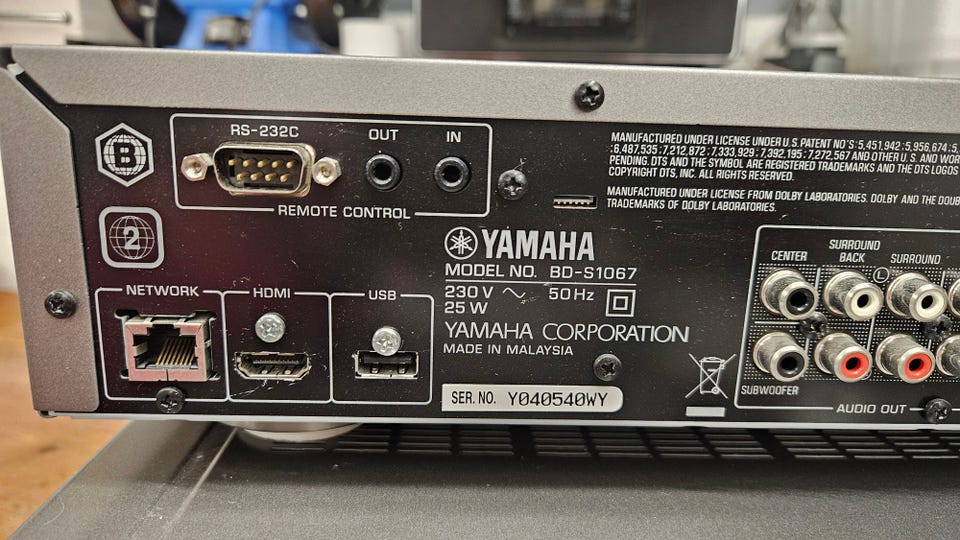 B
2
RS-232C
OUT
IN
REMOTE CONTROL
MANUFACTURED UNDER LICENSE UNDER U.S. PATENT NO'S: 5,451,942 ; 5,956,674 ; 5,
; 6,487,535 ; 7,212,872 ; 7,333,929 ; 7,392,195 ; 7,272,567 AND OTHER U.S. AND WOR
PENDING. DTS AND THE SYMBOL ARE REGISTERED TRADEMARKS AND THE DTS LOGOS
COPYRIGHT DTS, INC. ALL RIGHTS RESERVED.
MANUFACTURED UNDER LICENSE FROM DOLBY LABORATORIES. DOLBY AND THE DOUB
TRADEMARKS OF DOLBY LABORATORIES.
YAMAHA
MODEL NO. BD-S1067
230 V ~ 50 Hz
25 W
YAMAHA CORPORATION
MADE IN MALAYSIA
SER. NO. Y040540WY
NETWORK
HDMI
USB
CENTER
SURROUND BACK
SURROUND
L
SUBWOOFER
AUDIO OUT